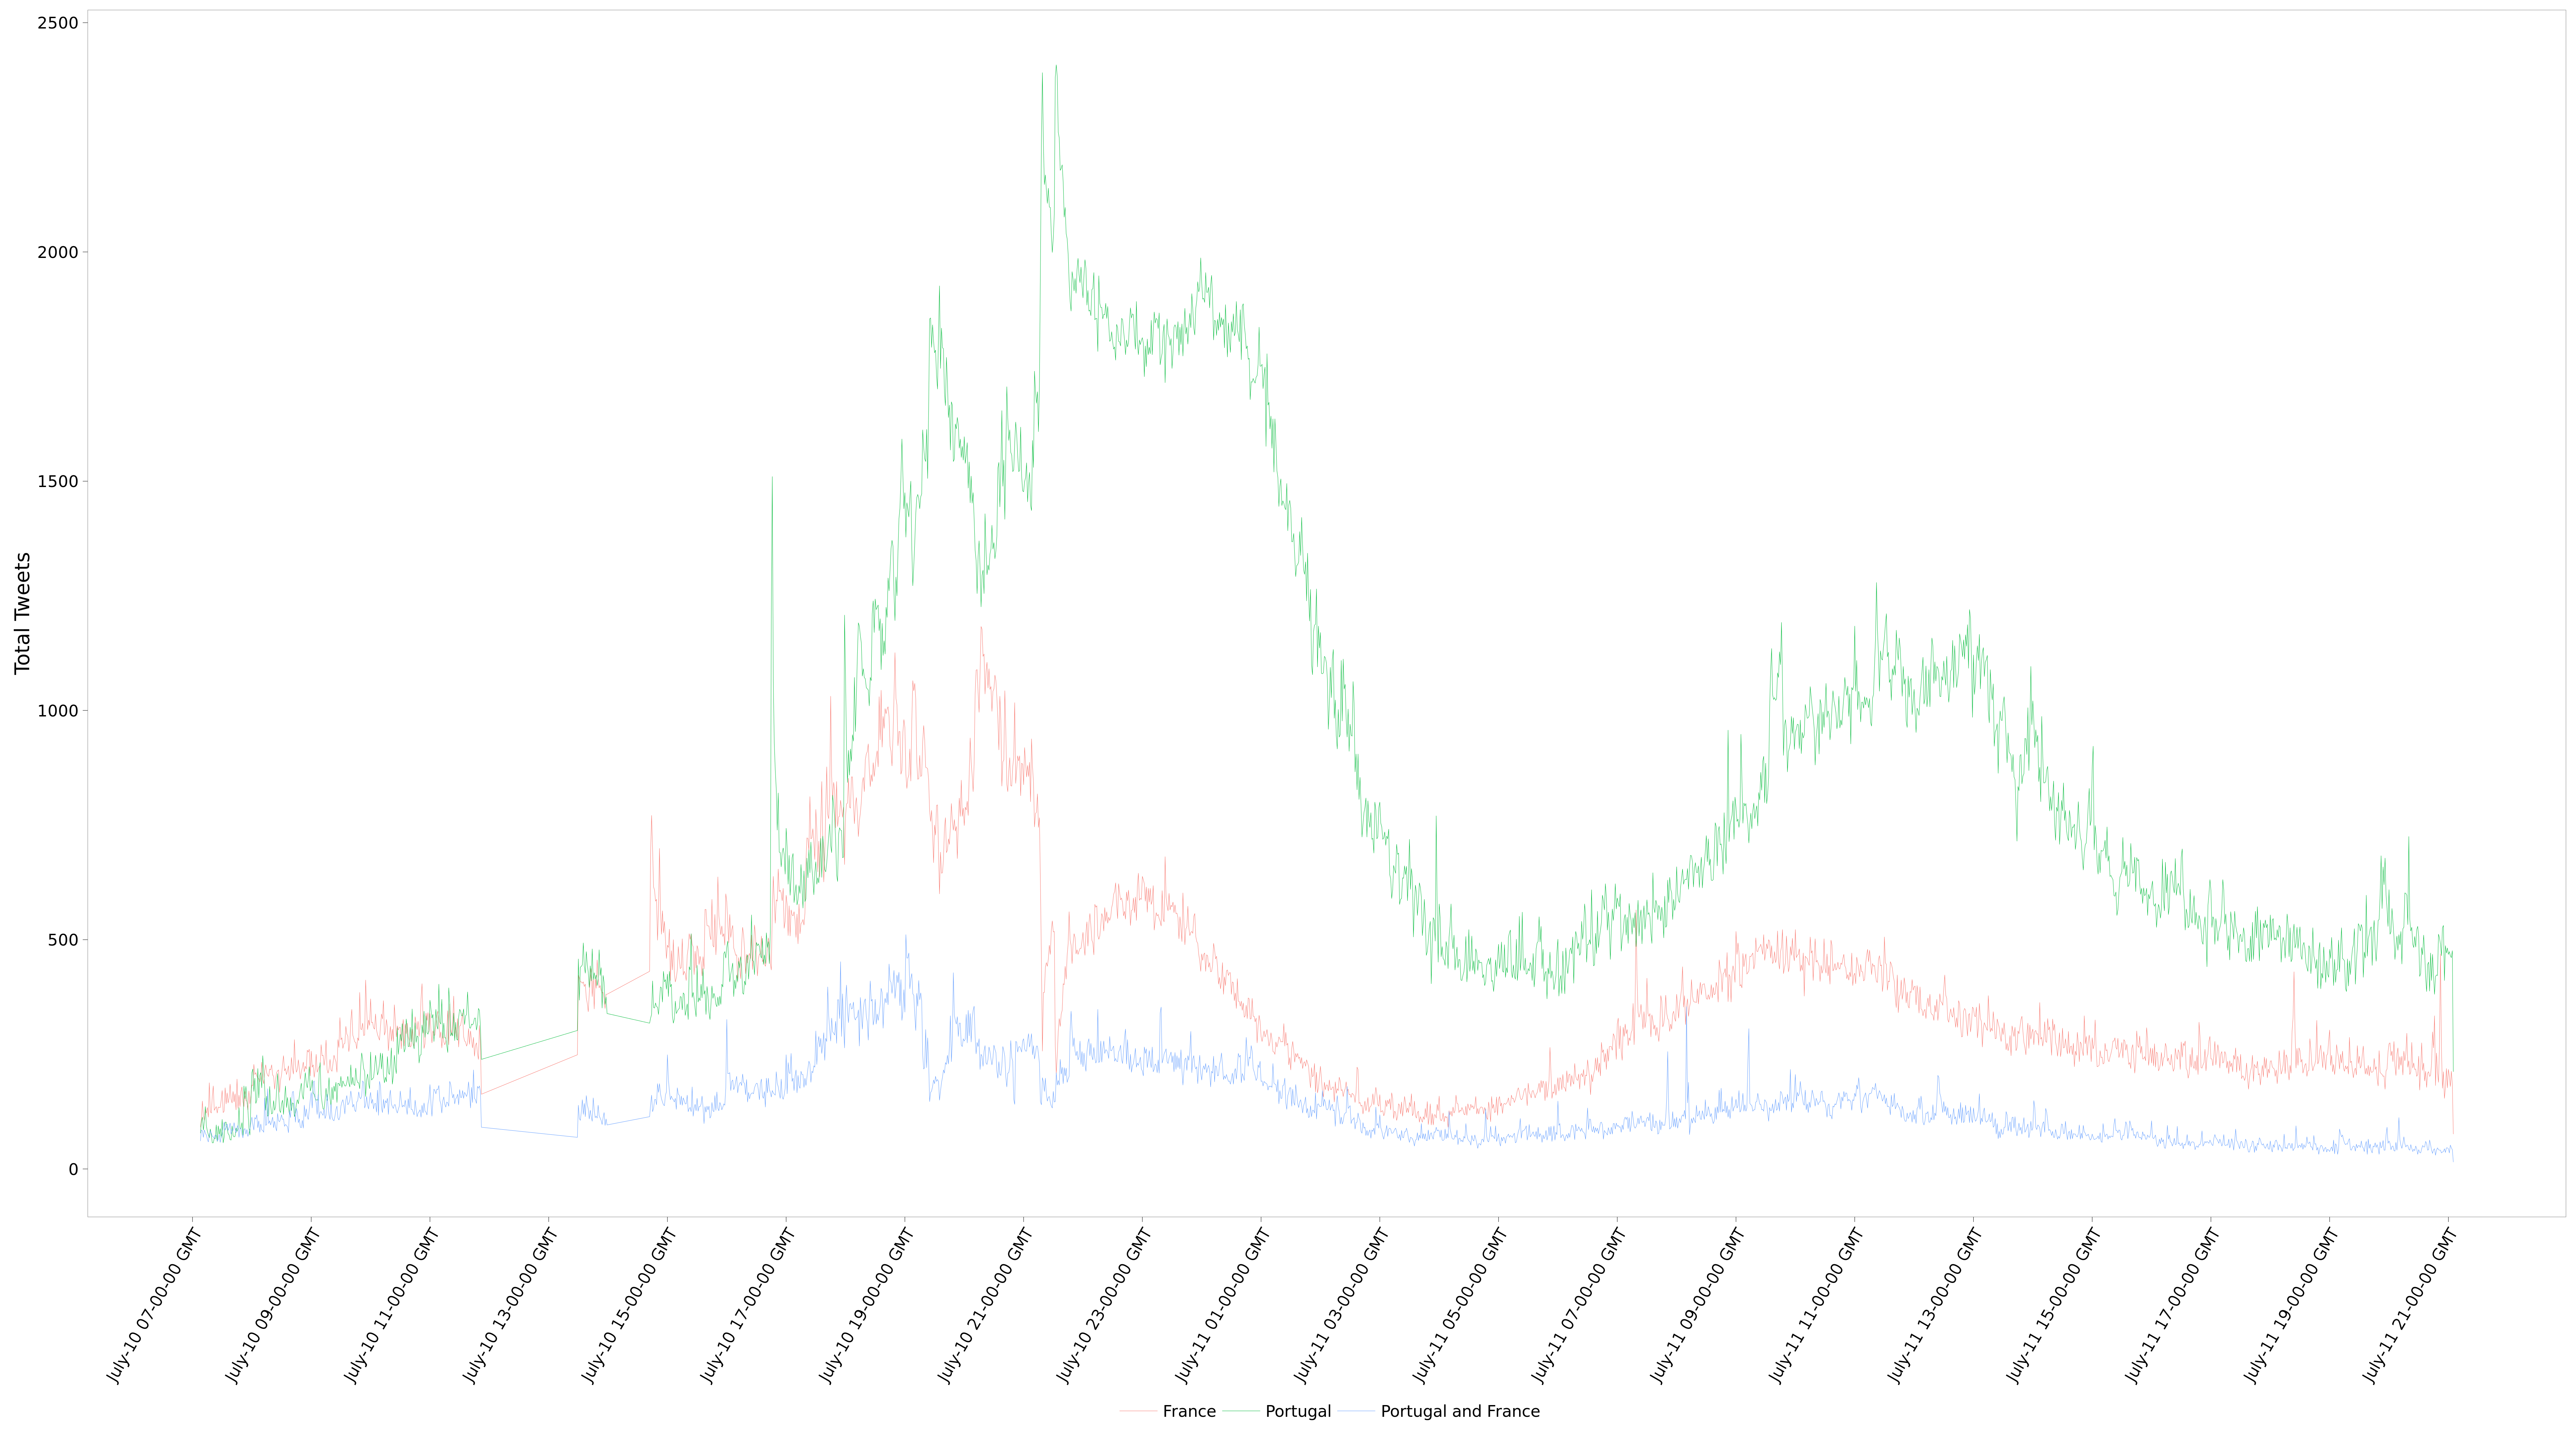 Total Tweets
2500
2000
1500
1000
500
0
July-10 07-00-00 GMT
July-10 09-00-00 GMT
July-10 11-00-00 GMT
July-10 13-00-00 GMT
July-10 15-00-00 GMT
July-10 17-00-00 GMT
July-10 19-00-00 GMT
July-10 21-00-00 GMT
July-10 23-00-00 GMT
July-11 01-00-00 GMT
July-11 03-00-00 GMT
July-11 05-00-00 GMT
July-11 07-00-00 GMT
July-11 09-00-00 GMT
July-11 11-00-00 GMT
July-11 13-00-00 GMT
July-11 15-00-00 GMT
July-11 17-00-00 GMT
July-11 19-00-00 GMT
July-11 21-00-00 GMT
France Portugal Portugal and France